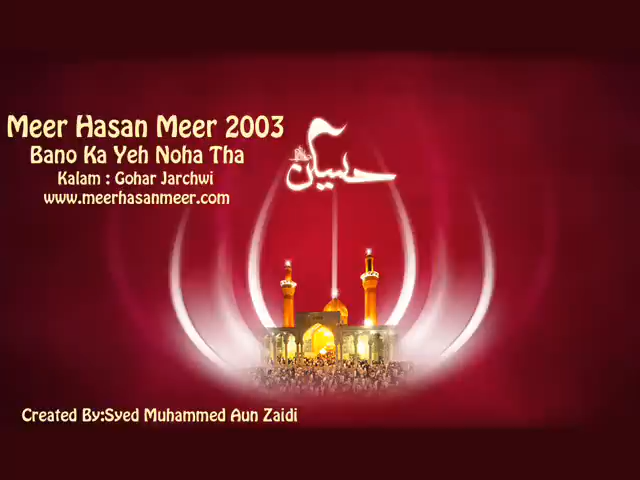 Meer Hasan Meer 2003
Bano Ka Yeh Noha Tha
Kalam : Gohar Jarchwi
www.meerhasanmeer.com
حسین
Created By:Syed Muhammed Aun Zaidi